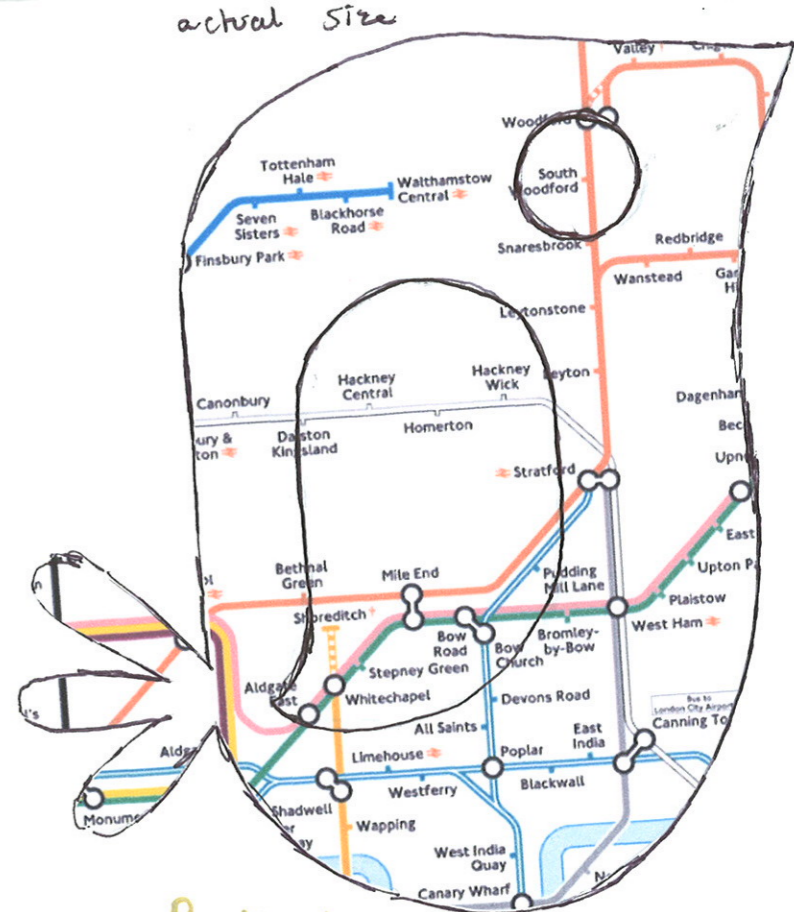 actual size
Valley
Woodford
South
Woodford
Tottenham
Hale
Walthamstow
Central
Seven
Sisters
Blackhorse
Road
Finsbury Park
Snaresbrook
Redbridge
Wanstead
Leytonstone
Leyton
Hackney
Wick
Hackney
Central
Canonbury
Dalston
Kingsland
Homerton
Stratford
Bethnal
Green
Mile End
Shoreditch
Pudding
Mill Lane
East
Upton
Plaistow
West Ham
Bow
Road
Bow
Church
Bromley-
by-Bow
Stepney Green
Aldgate
East
Whitechapel
Devons Road
All Saints
Bus to
London City Airport
Canning To
East
India
Limehouse
Poplar
Westferry
Blackwall
Shadwell
Wapping
West India
Quay
Canary Wharf